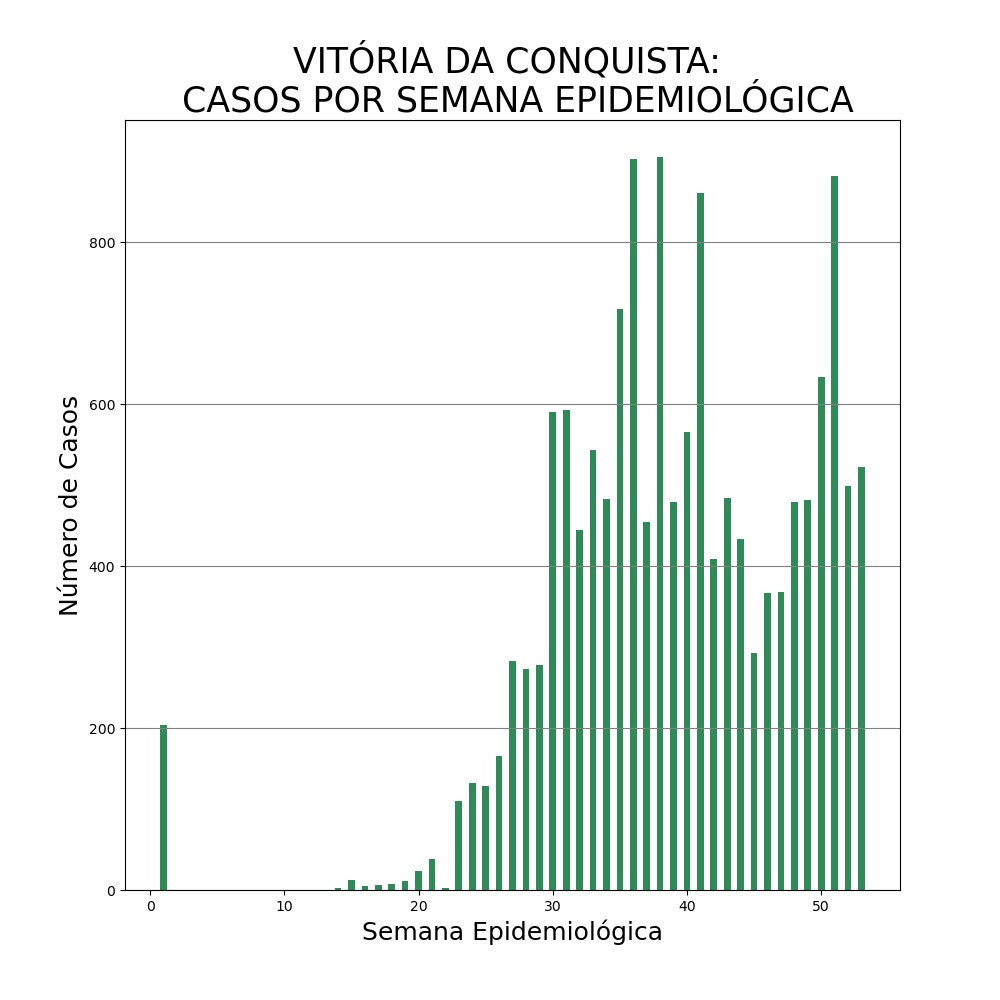 VITÓRIA DA CONQUISTA:
CASOS POR SEMANA EPIDEMIOLÓGICA
Número de Casos
800
600
400
200
0
0 10 20 30 40 50
Semana Epidemiológica